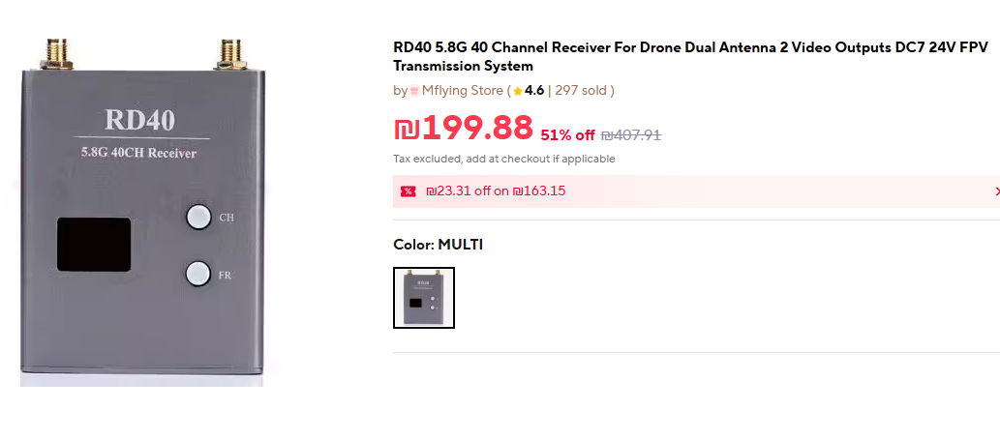 RD40
5.8G 40CH Receiver
CH
FR
RD40 5.8G 40 Channel Receiver For Drone Dual Antenna 2 Video Outputs DC7 24V FPV
Transmission System
by Mflying Store ( 4.6 | 297 sold )
₪199.88 51% off ₪407.91
Tax excluded, add at checkout if applicable
% ₪23.31 off on ₪163.15
Color: MULTI
RD40